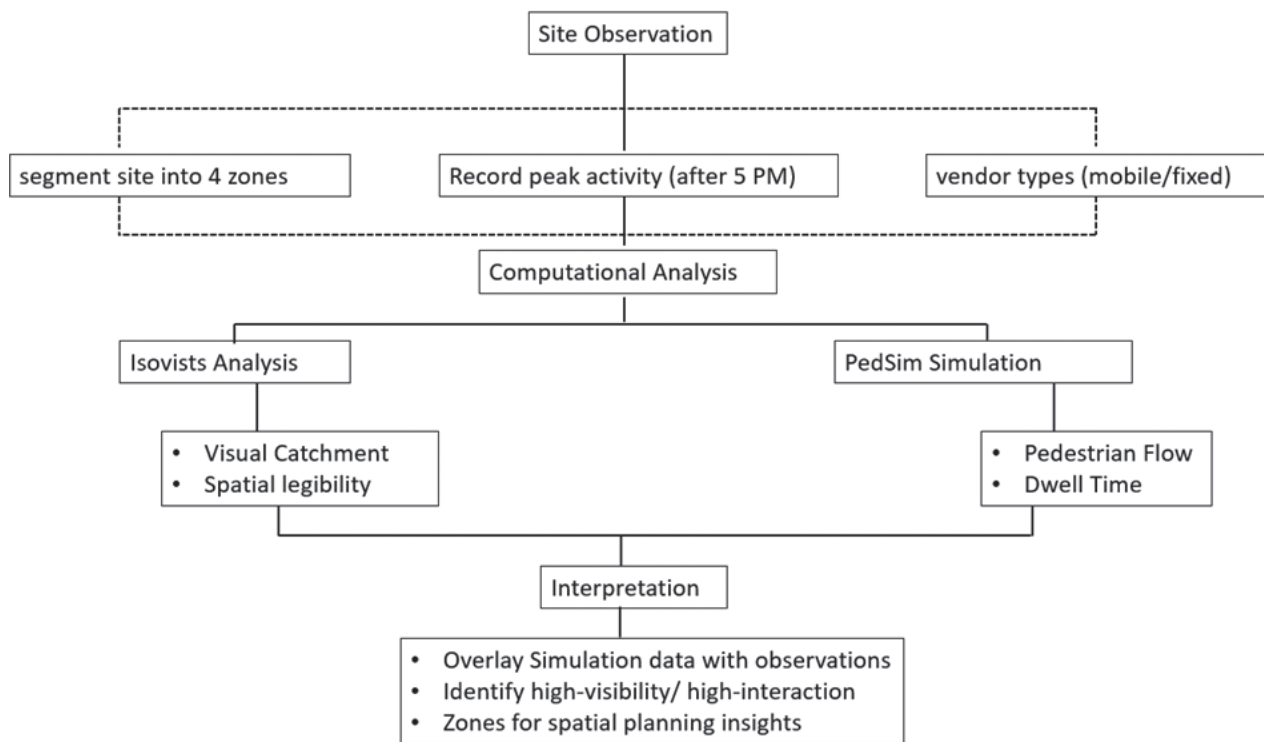 Site Observation
segment site into 4 zones
Record peak activity (after 5 PM)
vendor types (mobile/fixed)
Computational Analysis
Isovists Analysis
PedSim Simulation
• Visual Catchment
• Spatial legibility
• Pedestrian Flow
• Dwell Time
Interpretation
• Overlay Simulation data with observations
• Identify high-visibility/ high-interaction
• Zones for spatial planning insights